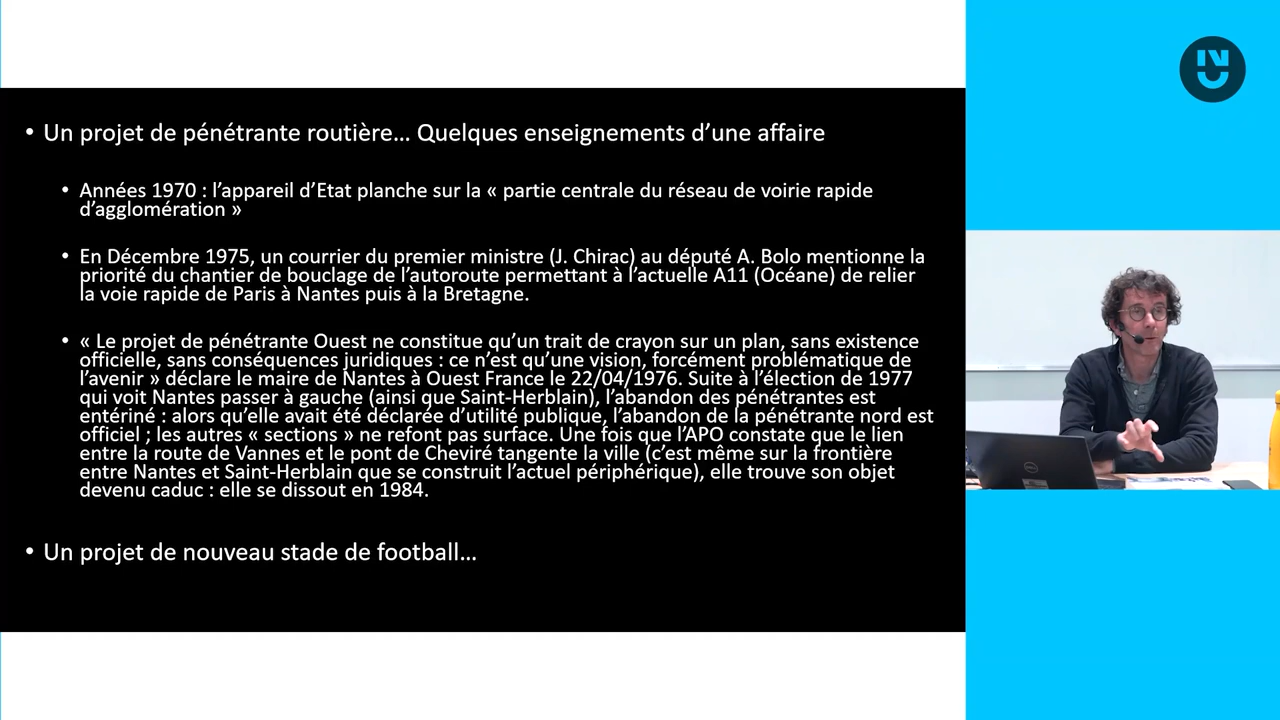 • Un projet de pénétrante routière… Quelques enseignements d’une affaire
• Années 1970 : l’appareil d’Etat planche sur la « partie centrale du réseau de voirie rapide
d’agglomération »
• En Décembre 1975, un courrier du premier ministre (J. Chirac) au député A. Bolo mentionne la
priorité du chantier de bouclage de l’autoroute permettant à l’actuelle A11 (Océane) de relier
la voie rapide de Paris à Nantes puis à la Bretagne.
• « Le projet de pénétrante Ouest ne constitue qu’un trait de crayon sur un plan, sans existence
officielle, sans conséquences juridiques : ce n’est qu’une vision, forcément problématique de
l’avenir » déclare le maire de Nantes à Ouest France le 22/04/1976. Suite à l’élection de 1977
qui voit Nantes passer à gauche (ainsi que Saint-Herblain), l’abandon des pénétrantes est
entériné : alors qu’elle avait été déclarée d’utilité publique, l’abandon de la pénétrante nord est
officiel ; les autres « sections » ne refont pas surface. Une fois que l’APO constate que le lien
entre la route de Vannes et le pont de Cheviré tangente la ville (c’est même sur la frontière
entre Nantes et Saint-Herblain que se construit l’actuel périphérique), elle trouve son objet
devenu caduc : elle se dissout en 1984.
• Un projet de nouveau stade de football…